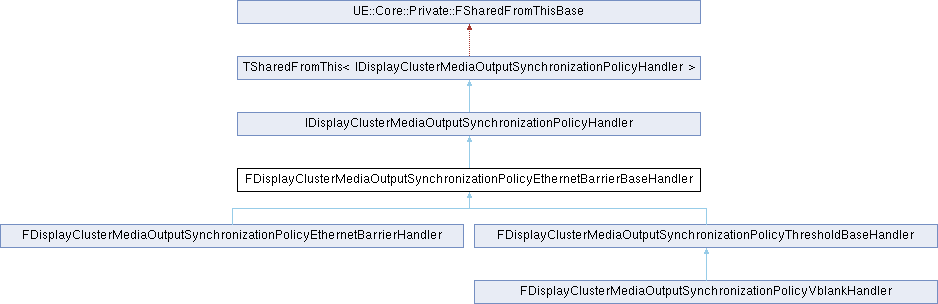 UE::Core::Private::FSharedFromThisBase
TSharedFromThis< IDisplayClusterMediaOutputSynchronizationPolicyHandler >
IDisplayClusterMediaOutputSynchronizationPolicyHandler
FDisplayClusterMediaOutputSynchronizationPolicyEthernetBarrierBaseHandler
FDisplayClusterMediaOutputSynchronizationPolicyEthernetBarrierHandler
FDisplayClusterMediaOutputSynchronizationPolicyThresholdBaseHandler
FDisplayClusterMediaOutputSynchronizationPolicyVblankHandler